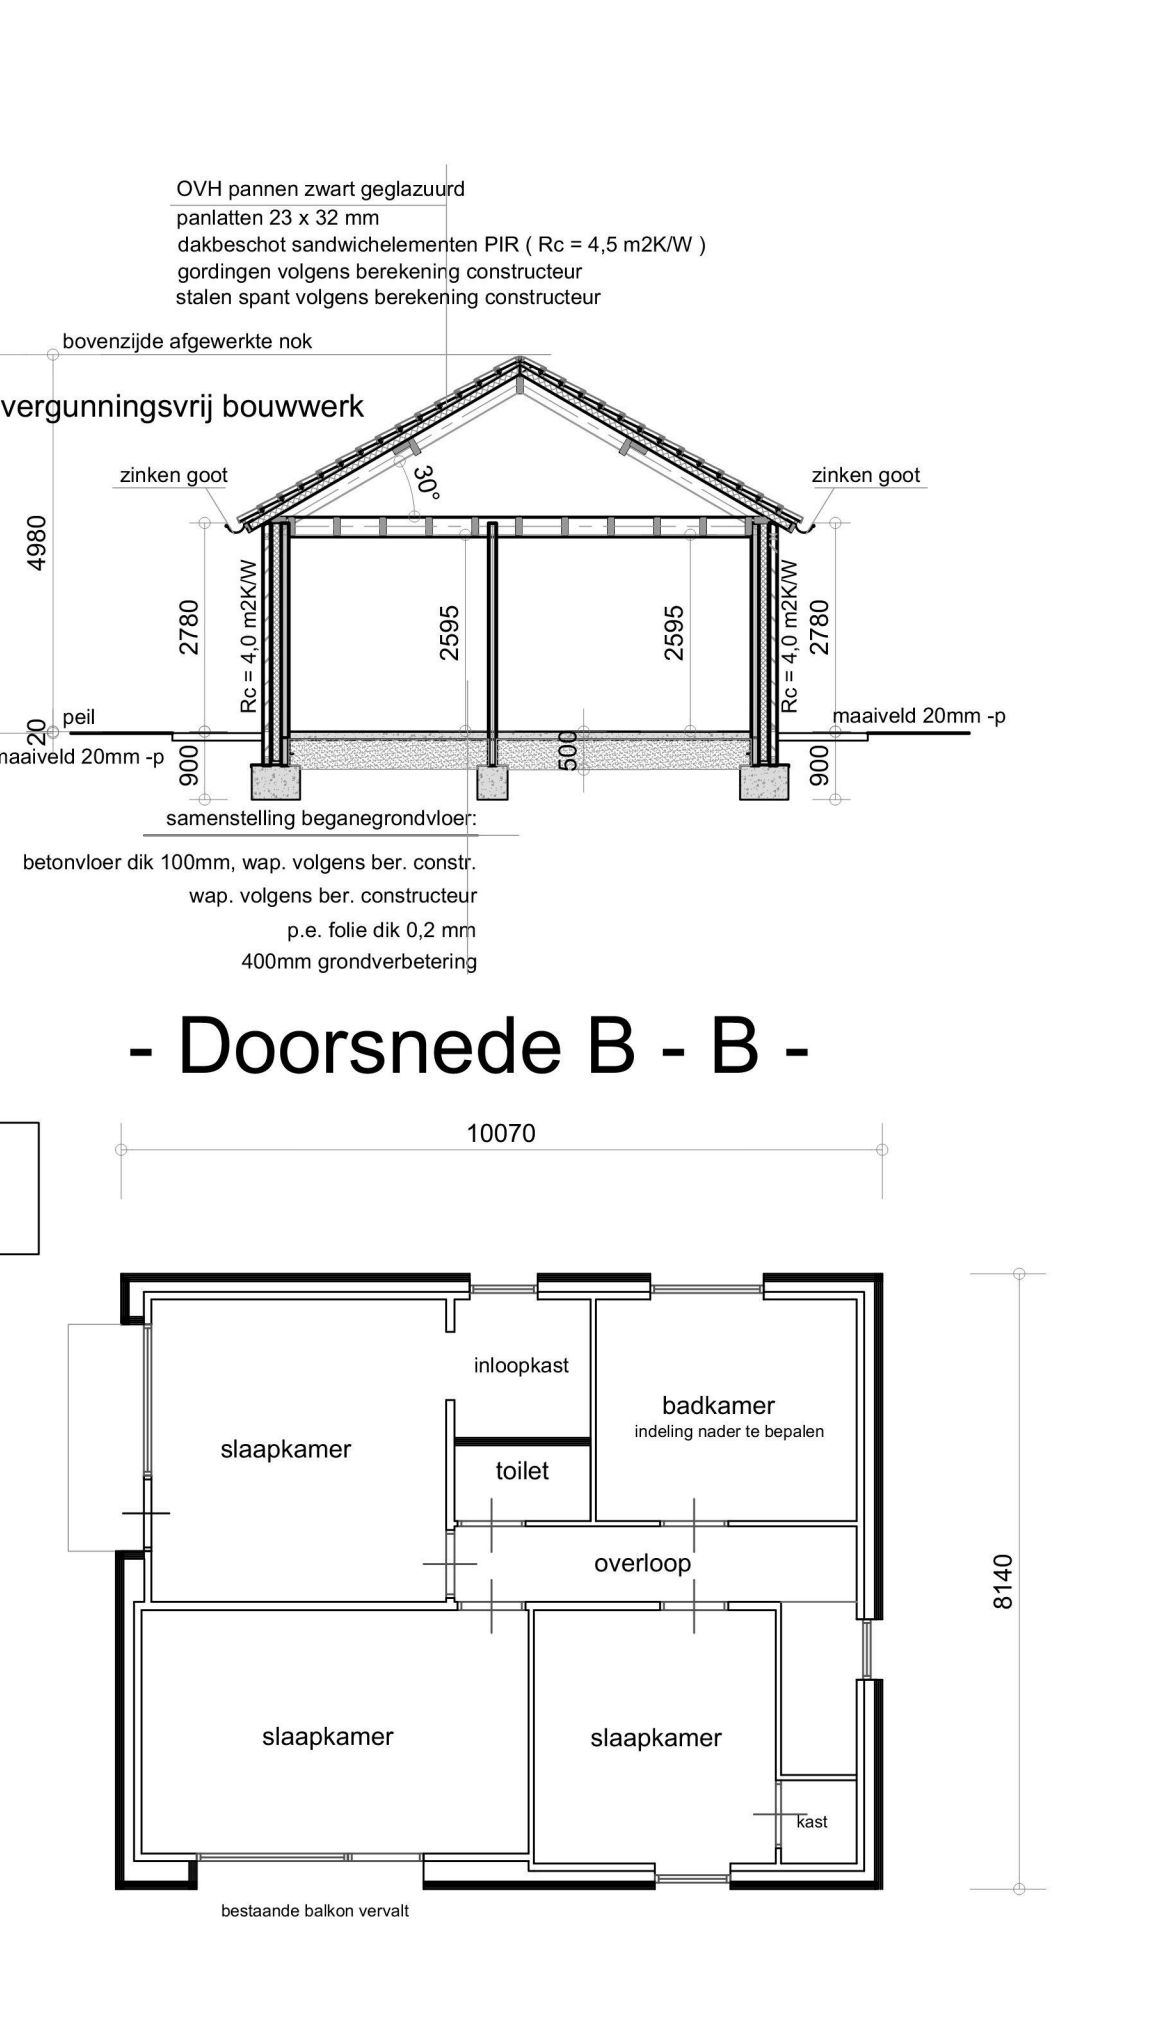 OVH pannen zwart geglazuurd
panlatten 23 x 32 mm
dakbeschot sandwichelementen PIR ( Rc = 4,5 m2K/W )
gordingen volgens berekening constructeur
stalen spant volgens berekening constructeur
bovenzijde afgewerkte nok
vergunningsvrij bouwwerk
zinken goot
30°
zinken goot
4980
2780
Rc = 4,0 m2K/W
2595
2595
Rc = 4,0 m2K/W
2780
20
peil
maaiveld 20mm -p
maaiveld 20mm -p
900
500
900
samenstelling beganegrondvloer:
betonvloer dik 100mm, wap. volgens ber. constr.
wap. volgens ber. constructeur
p.e. folie dik 0,2 mm
400mm grondverbetering
- Doorsnede B - B -
10070
inloopkast
badkamer
indeling nader te bepalen
slaapkamer
toilet
overloop
8140
slaapkamer
slaapkamer
kast
bestaande balkon vervalt